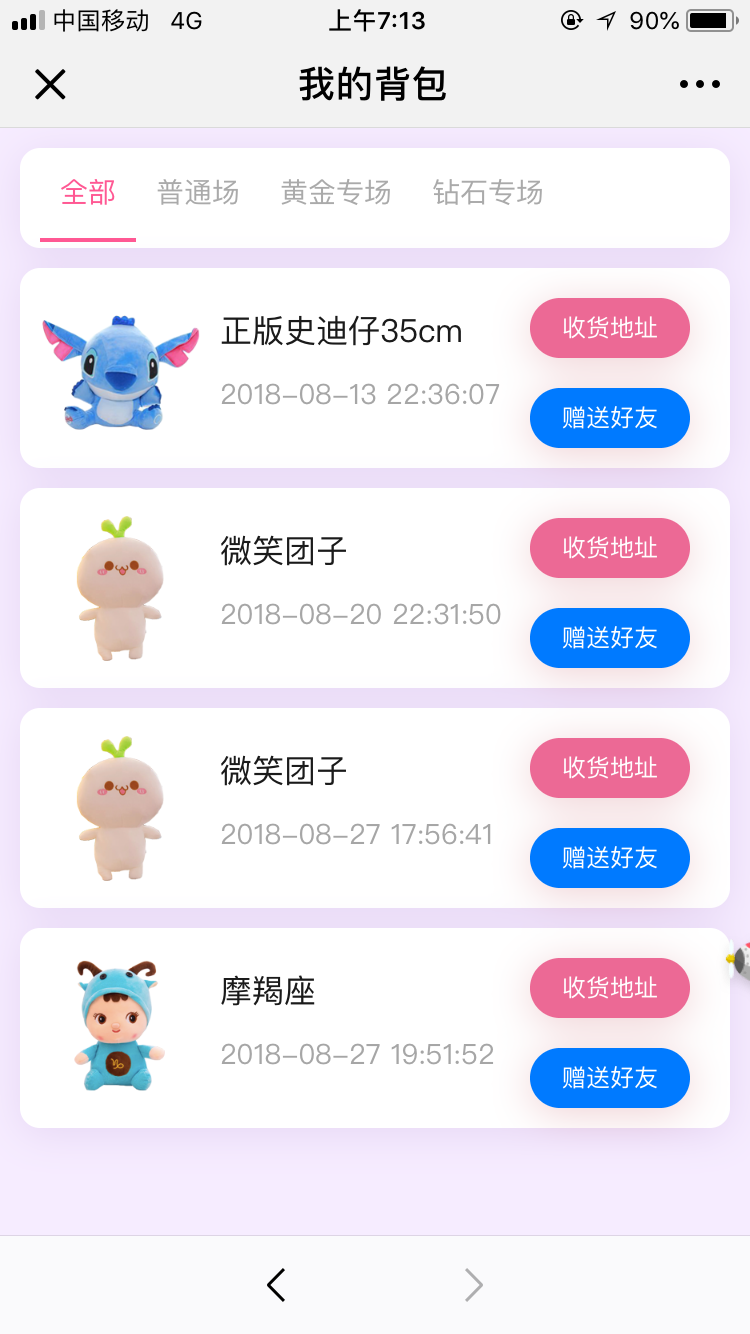 中国移动 4G 上午7:13 90%
我的背包
全部 普通场 黄金专场 钻石专场
正版史迪仔35cm
收货地址
2018-08-13 22:36:07
赠送好友
微笑团子
收货地址
2018-08-20 22:31:50
赠送好友
微笑团子
收货地址
2018-08-27 17:56:41
赠送好友
摩羯座
收货地址
2018-08-27 19:51:52
赠送好友